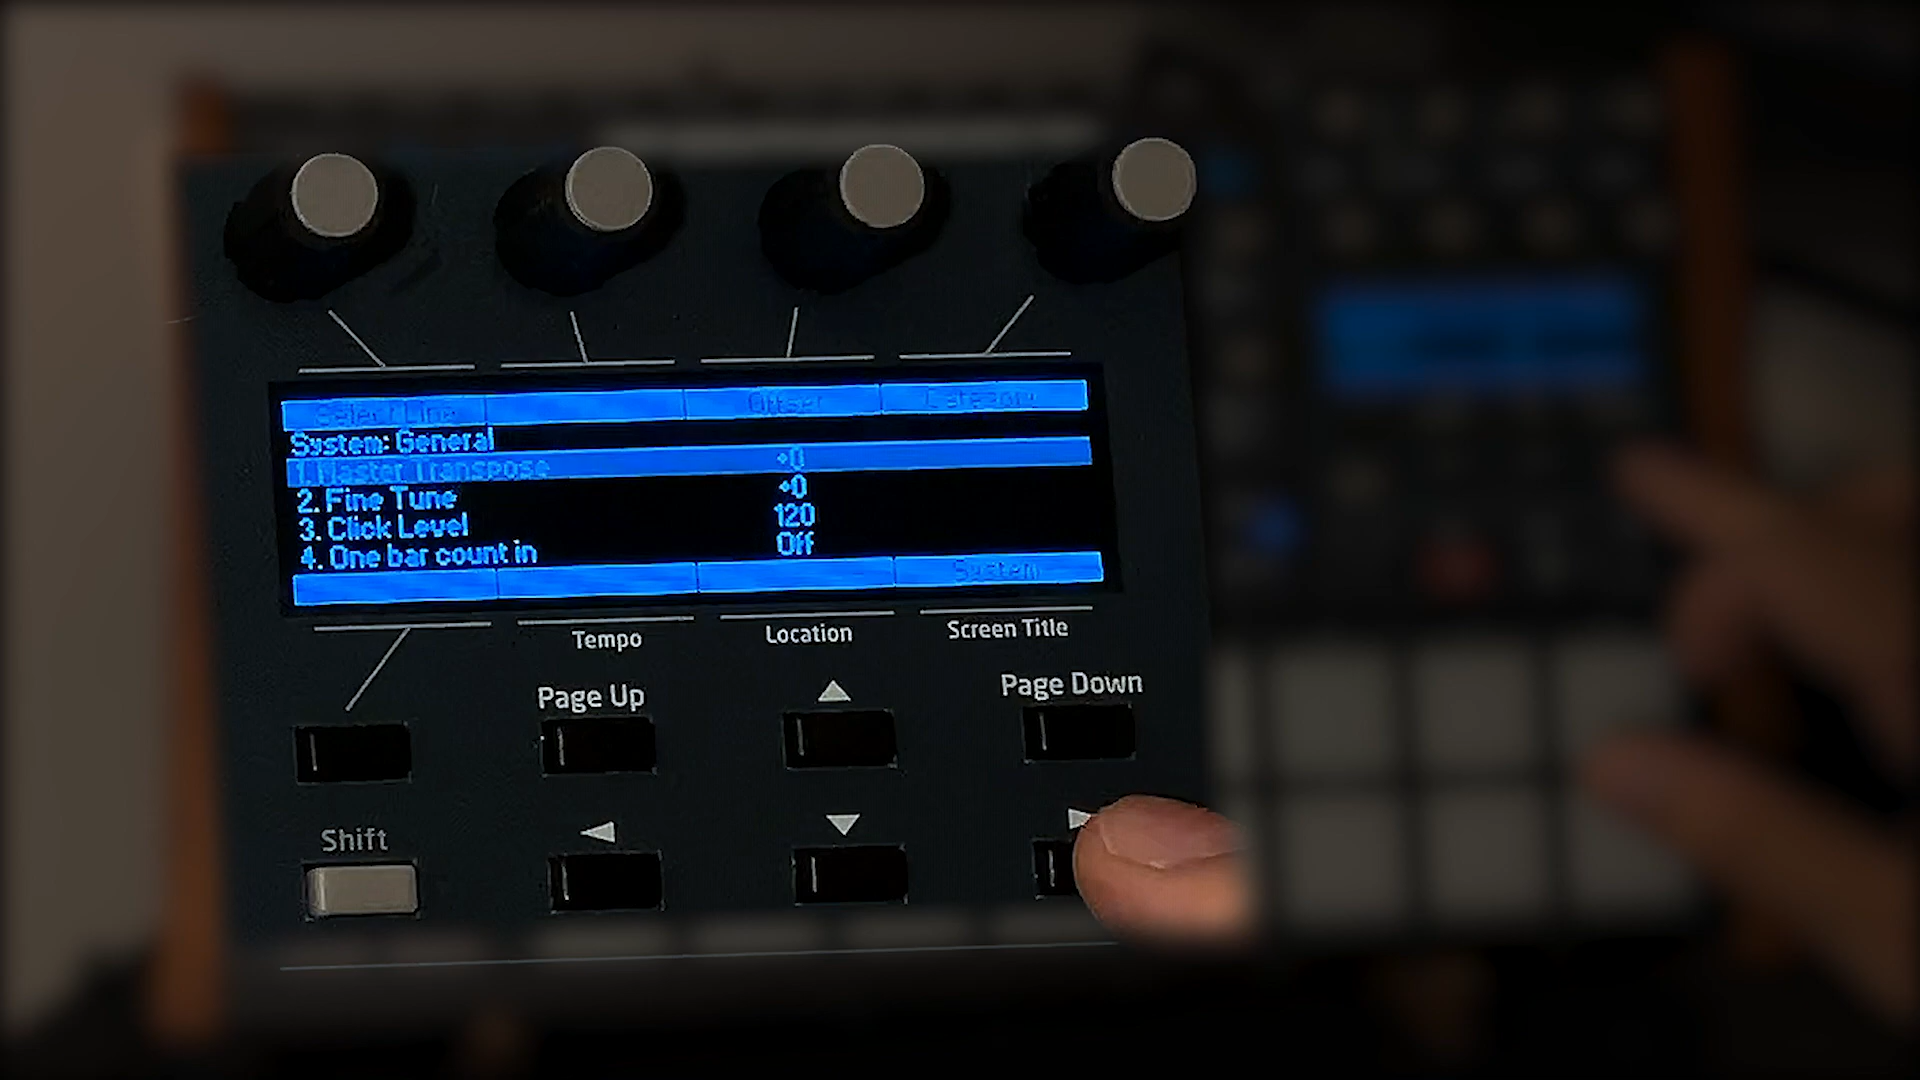 Select Line Offset Category
System: General
1. Master Transpose +0
2. Fine Tune +0
3. Click Level 120
4. One bar count in Off
System
Tempo Location Screen Title
Page Up Page Down
Shift